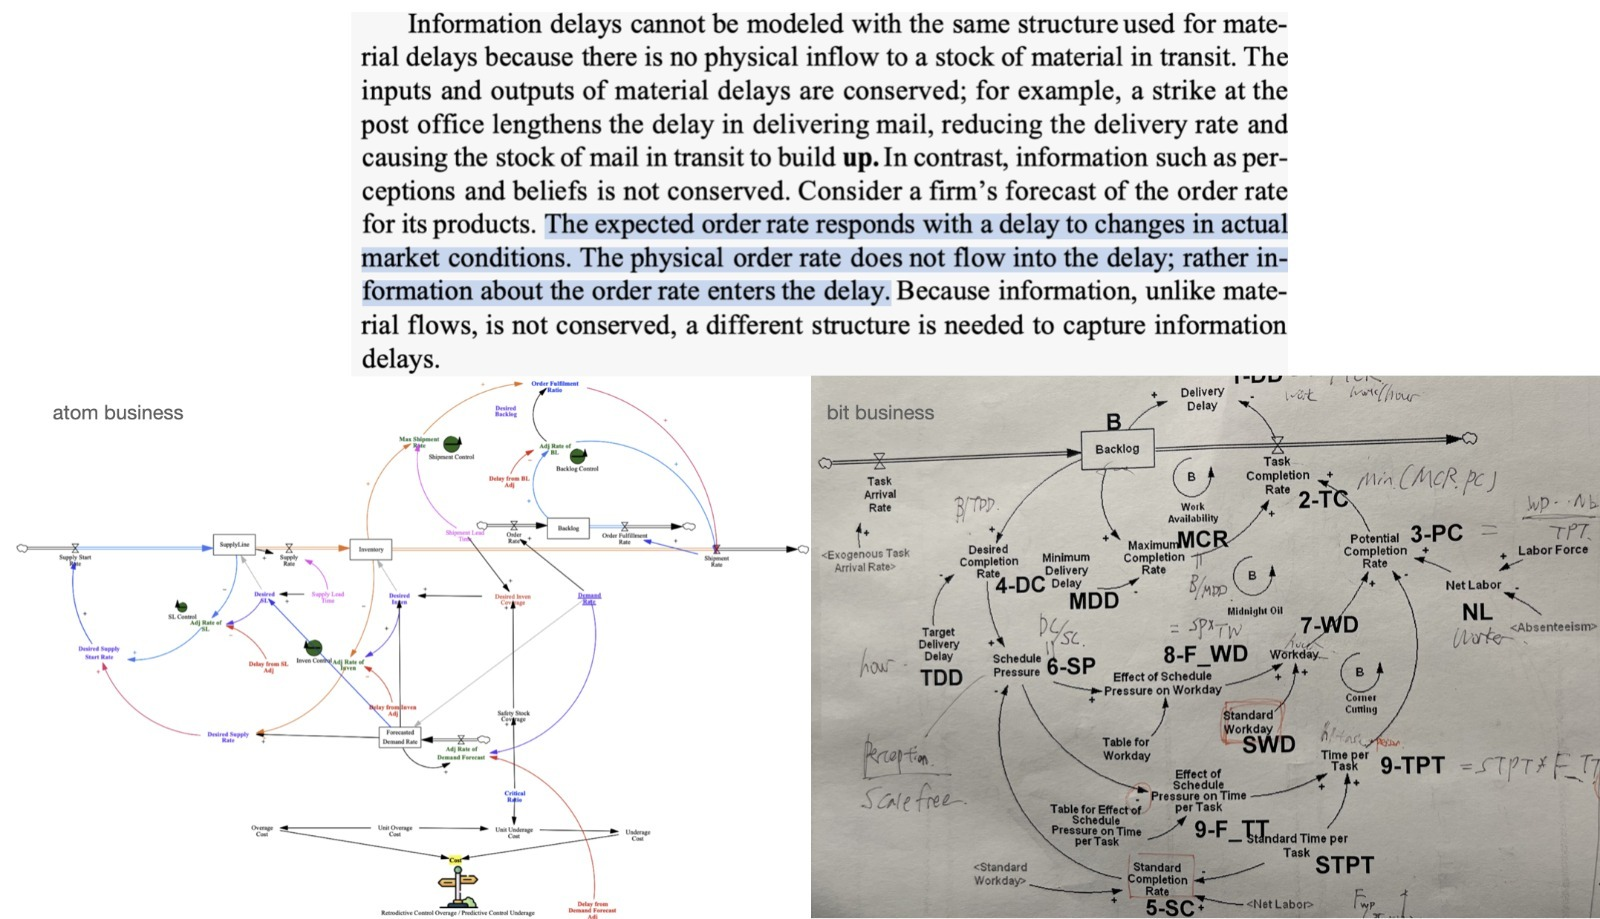 Information delays cannot be modeled with the same structure used for mate-
rial delays because there is no physical inflow to a stock of material in transit. The
inputs and outputs of material delays are conserved; for example, a strike at the
post office lengthens the delay in delivering mail, reducing the delivery rate and
causing the stock of mail in transit to build up. In contrast, information such as per-
ceptions and beliefs is not conserved. Consider a firm's forecast of the order rate
for its products. The expected order rate responds with a delay to changes in actual
market conditions. The physical order rate does not flow into the delay; rather in-
formation about the order rate enters the delay. Because information, unlike mate-
rial flows, is not conserved, a different structure is needed to capture information
delays.
atom business
Order Fulfillment
Ratio
Desired
Backlog
Max Shipment
Rate
Shipment Control
Adj Rate of
BL
Backlog Control
Delay from BL
Adj
Shipment Lead
Time
Order
Rate
Backlog
Order Fulfillment
Rate
Supply Start
Rate
SupplyLine
Supply
Rate
Inventory
Shipment
Rate
Desired
SL
Supply Lead
Time
Desired
Inven
Desired Inven
Coverage
Demand
Rate
SL Control
Adj Rate of
SL
Desired Supply
Start Rate
Delay from SL
Adj
Inven Control
Adj Rate of
Inven
Delay from Inven
Adj
Safety Stock
Coverage
Desired Supply
Rate
Forecasted
Demand Rate
Adj Rate of
Demand Forecast
Critical
Ratio
Overage
Cost
Unit Overage
Cost
Unit Underage
Cost
Underage
Cost
Cost
Retrodictive Control Overage / Predictive Control Underage
Delay from
Demand Forecast
Adj
bit business
Delivery
Delay
work
work/hour
B
Backlog
Task
Arrival
Rate
<Exogenous Task
Arrival Rate>
B/TDD
B
Work
Availability
Task
Completion
Rate
2-TC
Min(MCR, PC)
Desired
Completion
Rate
4-DC
Minimum
Delivery
Delay
MDD
Maximum
Completion
Rate
MCR
B/MDD
B
Midnight Oil
Potential
Completion
Rate
3-PC
=
TPT
Labor Force
Net Labor
NL
Worker
<Absenteeism>
Target
Delivery
Delay
TDD
hour
DC/SC
Schedule
Pressure
6-SP
8-F_WD
Effect of Schedule
Pressure on Workday
7-WD
Workday
B
Corner
Cutting
Standard
Workday
SWD
Table for
Workday
Perception
Scale free
Time per
Task
9-TPT
Effect of
Schedule
Pressure on Time
per Task
9-F_TT
Table for Effect of
Schedule
Pressure on Time
per Task
Standard Time per
Task
STPT
<Standard
Workday>
Standard
Completion
Rate
5-SC
<Net Labor>